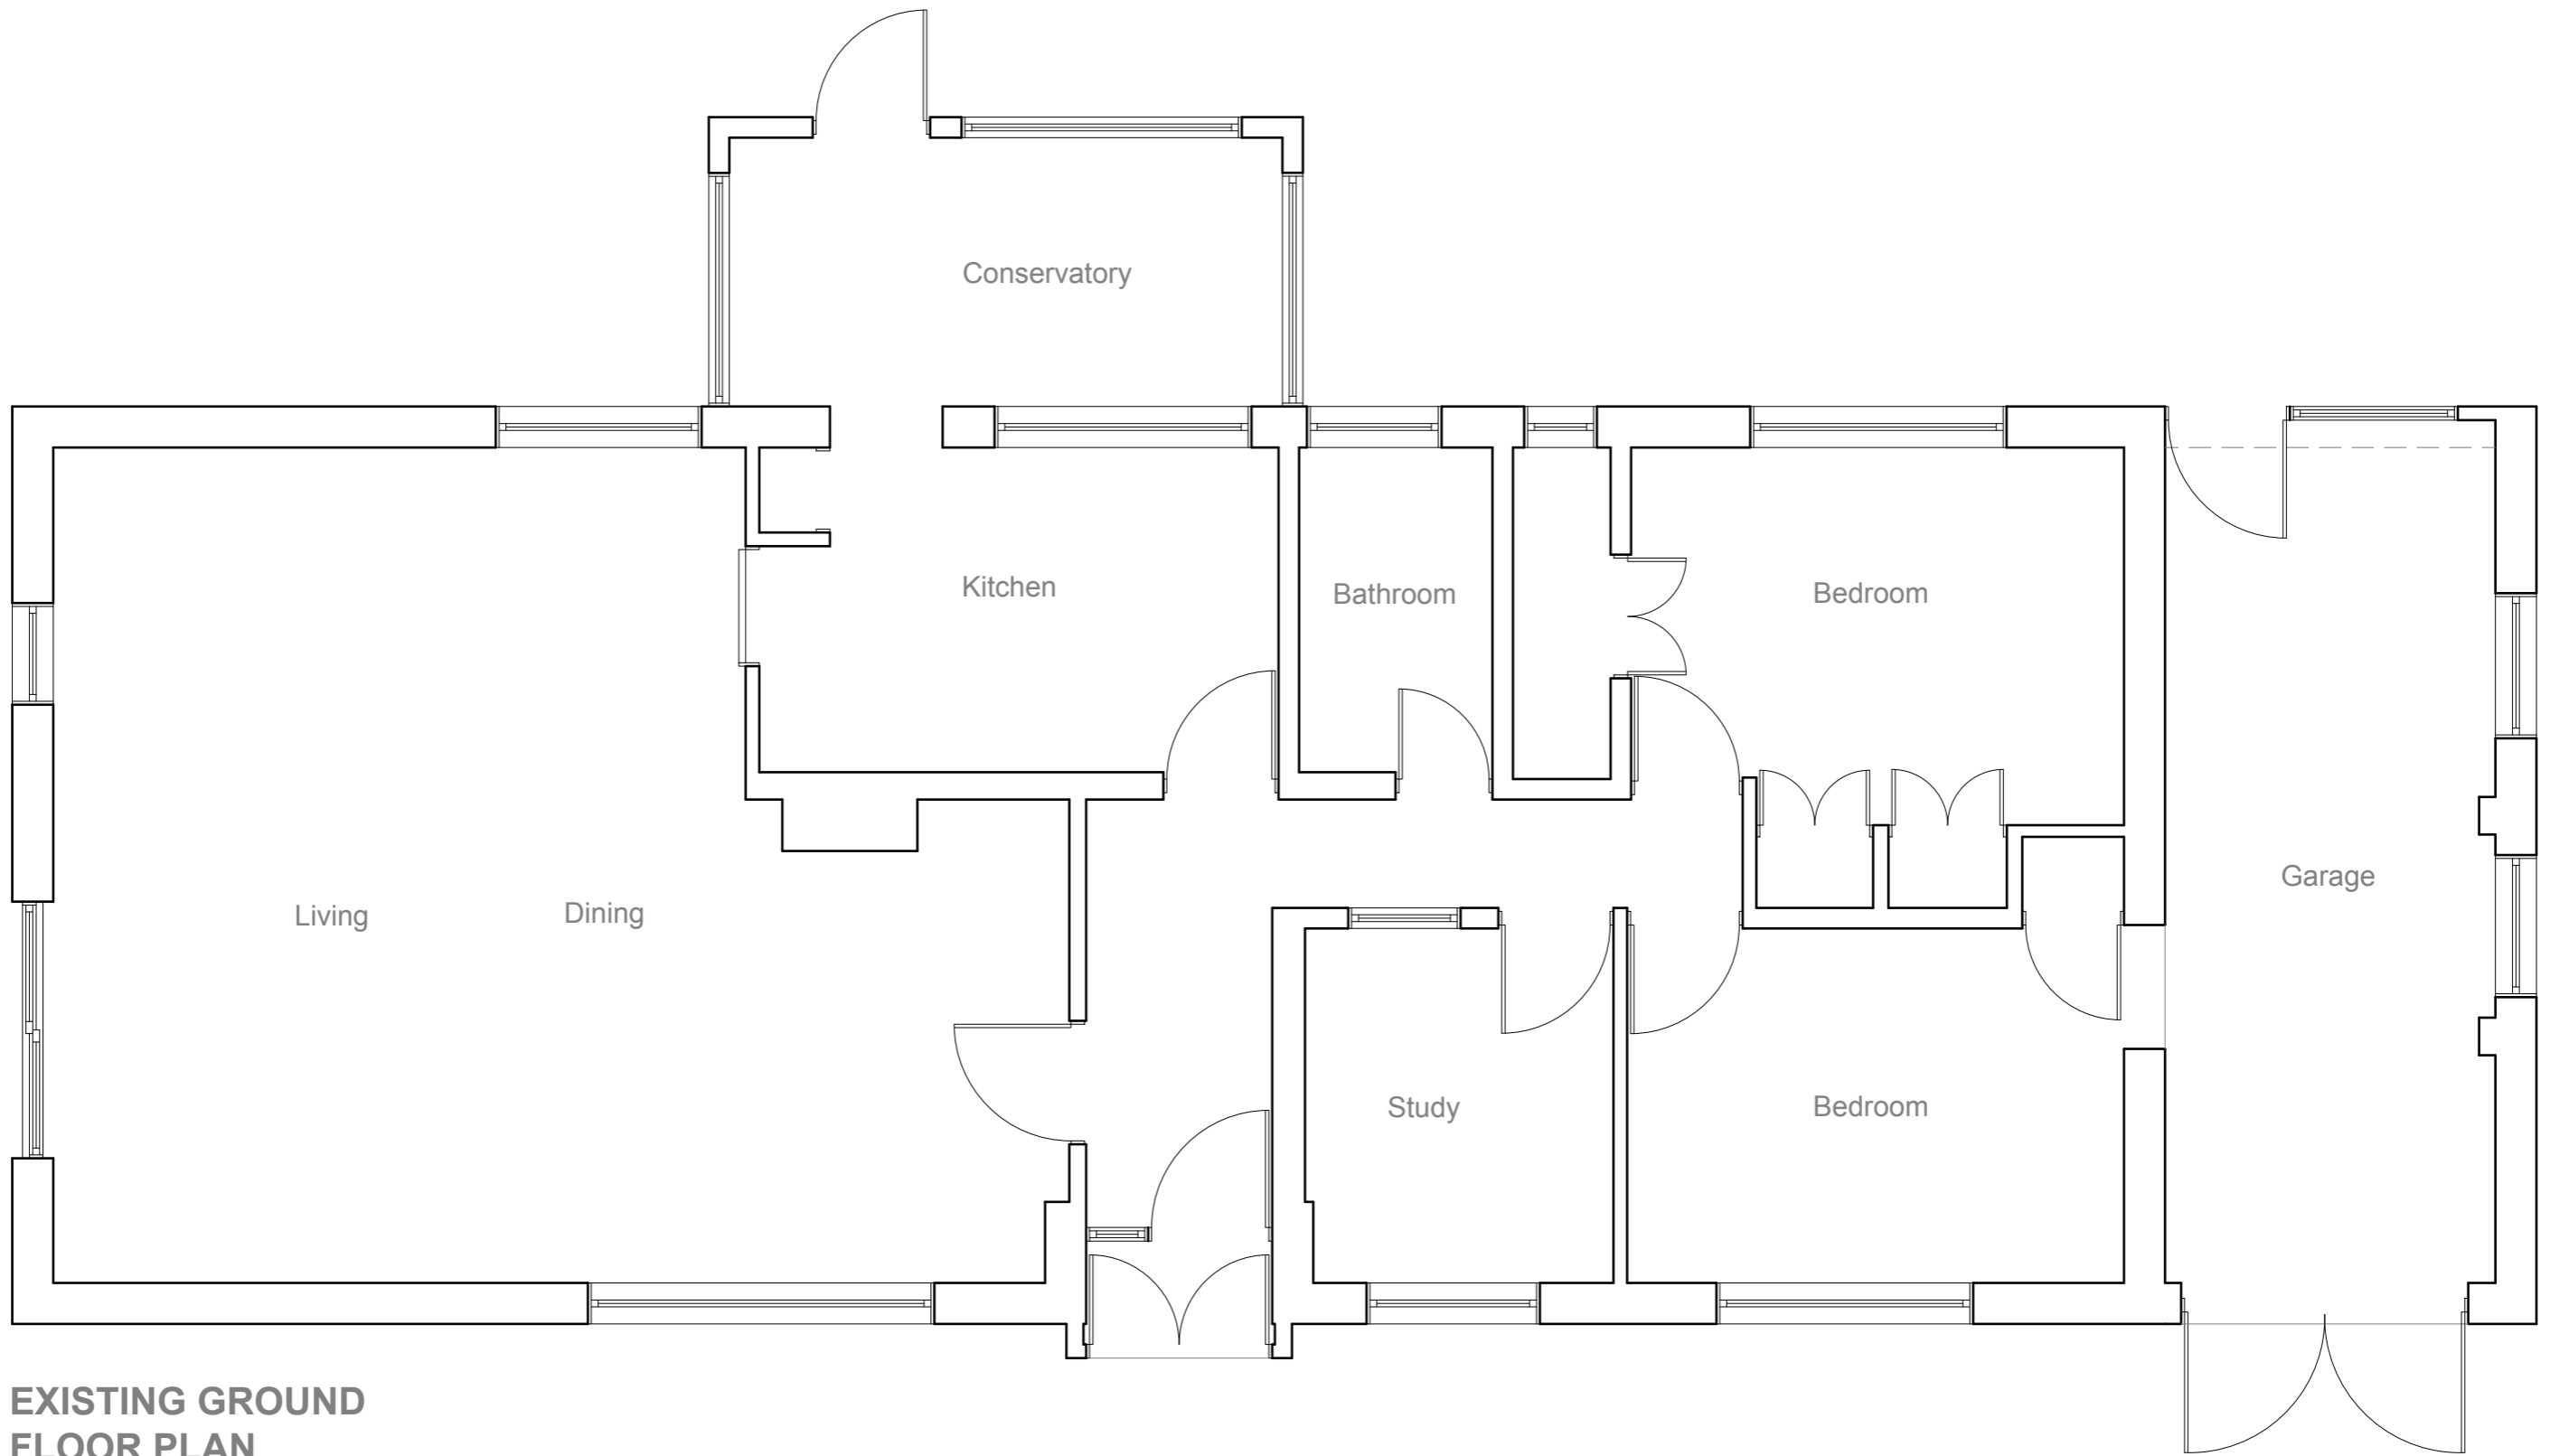 Conservatory
Kitchen
Bathroom
Bedroom
Garage
Living
Dining
Study
Bedroom
EXISTING GROUND
FLOOR PLAN